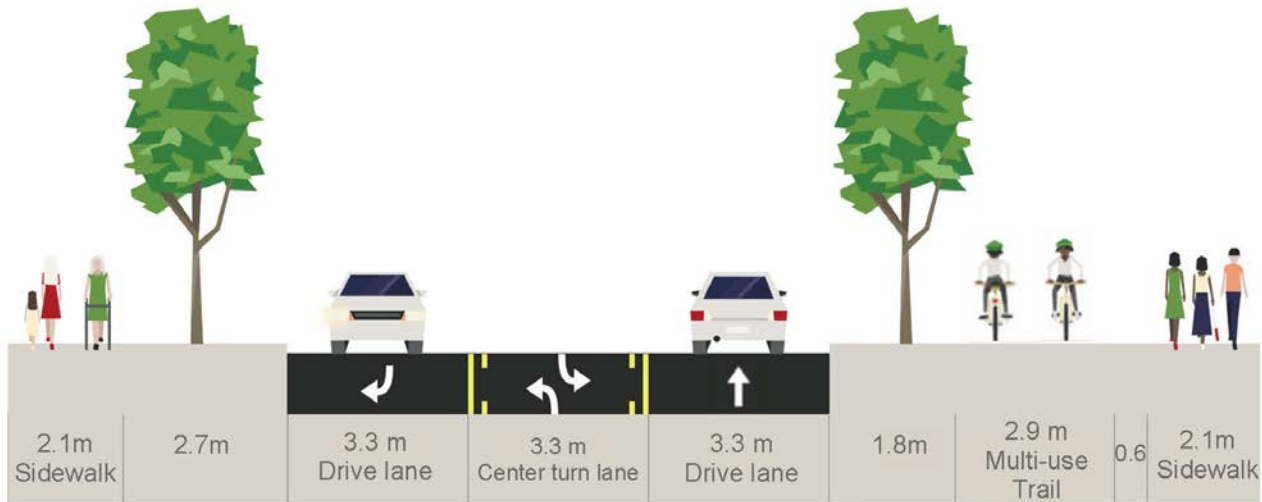 2.1m
Sidewalk
2.7m
3.3 m
Drive lane
3.3 m
Center turn lane
3.3 m
Drive lane
1.8m
2.9 m
Multi-use
Trail
0.6
2.1m
Sidewalk